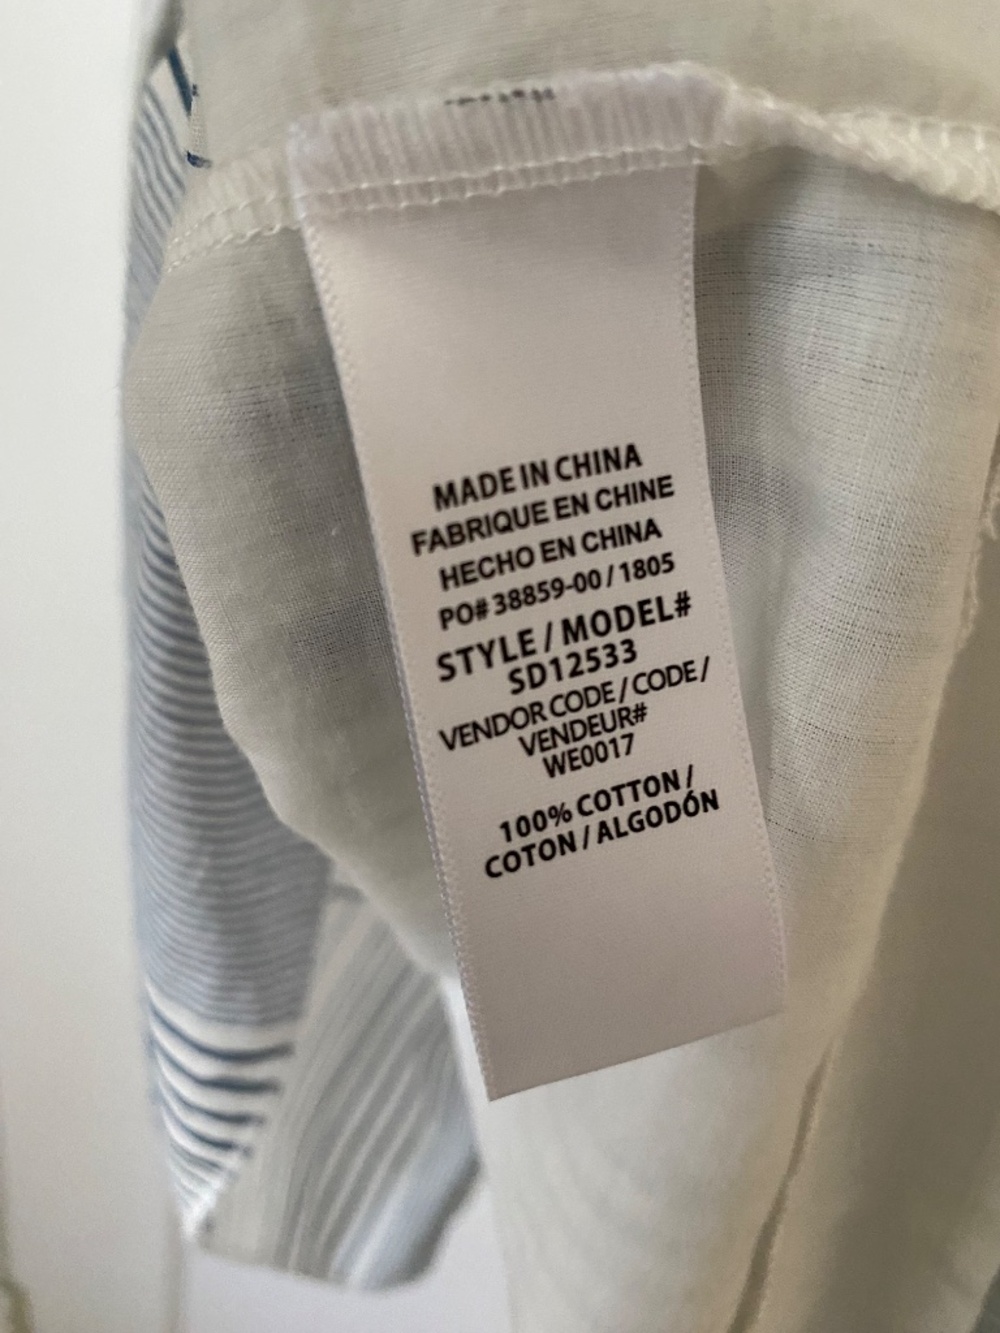 MADE IN CHINA
FABRIQUE EN CHINE
HECHO EN CHINA
PO# 38859-00 / 1805
STYLE / MODEL#
SD12533
VENDOR CODE / CODE /
VENDEUR#
WE0017
100% COTTON /
COTON / ALGODÓN